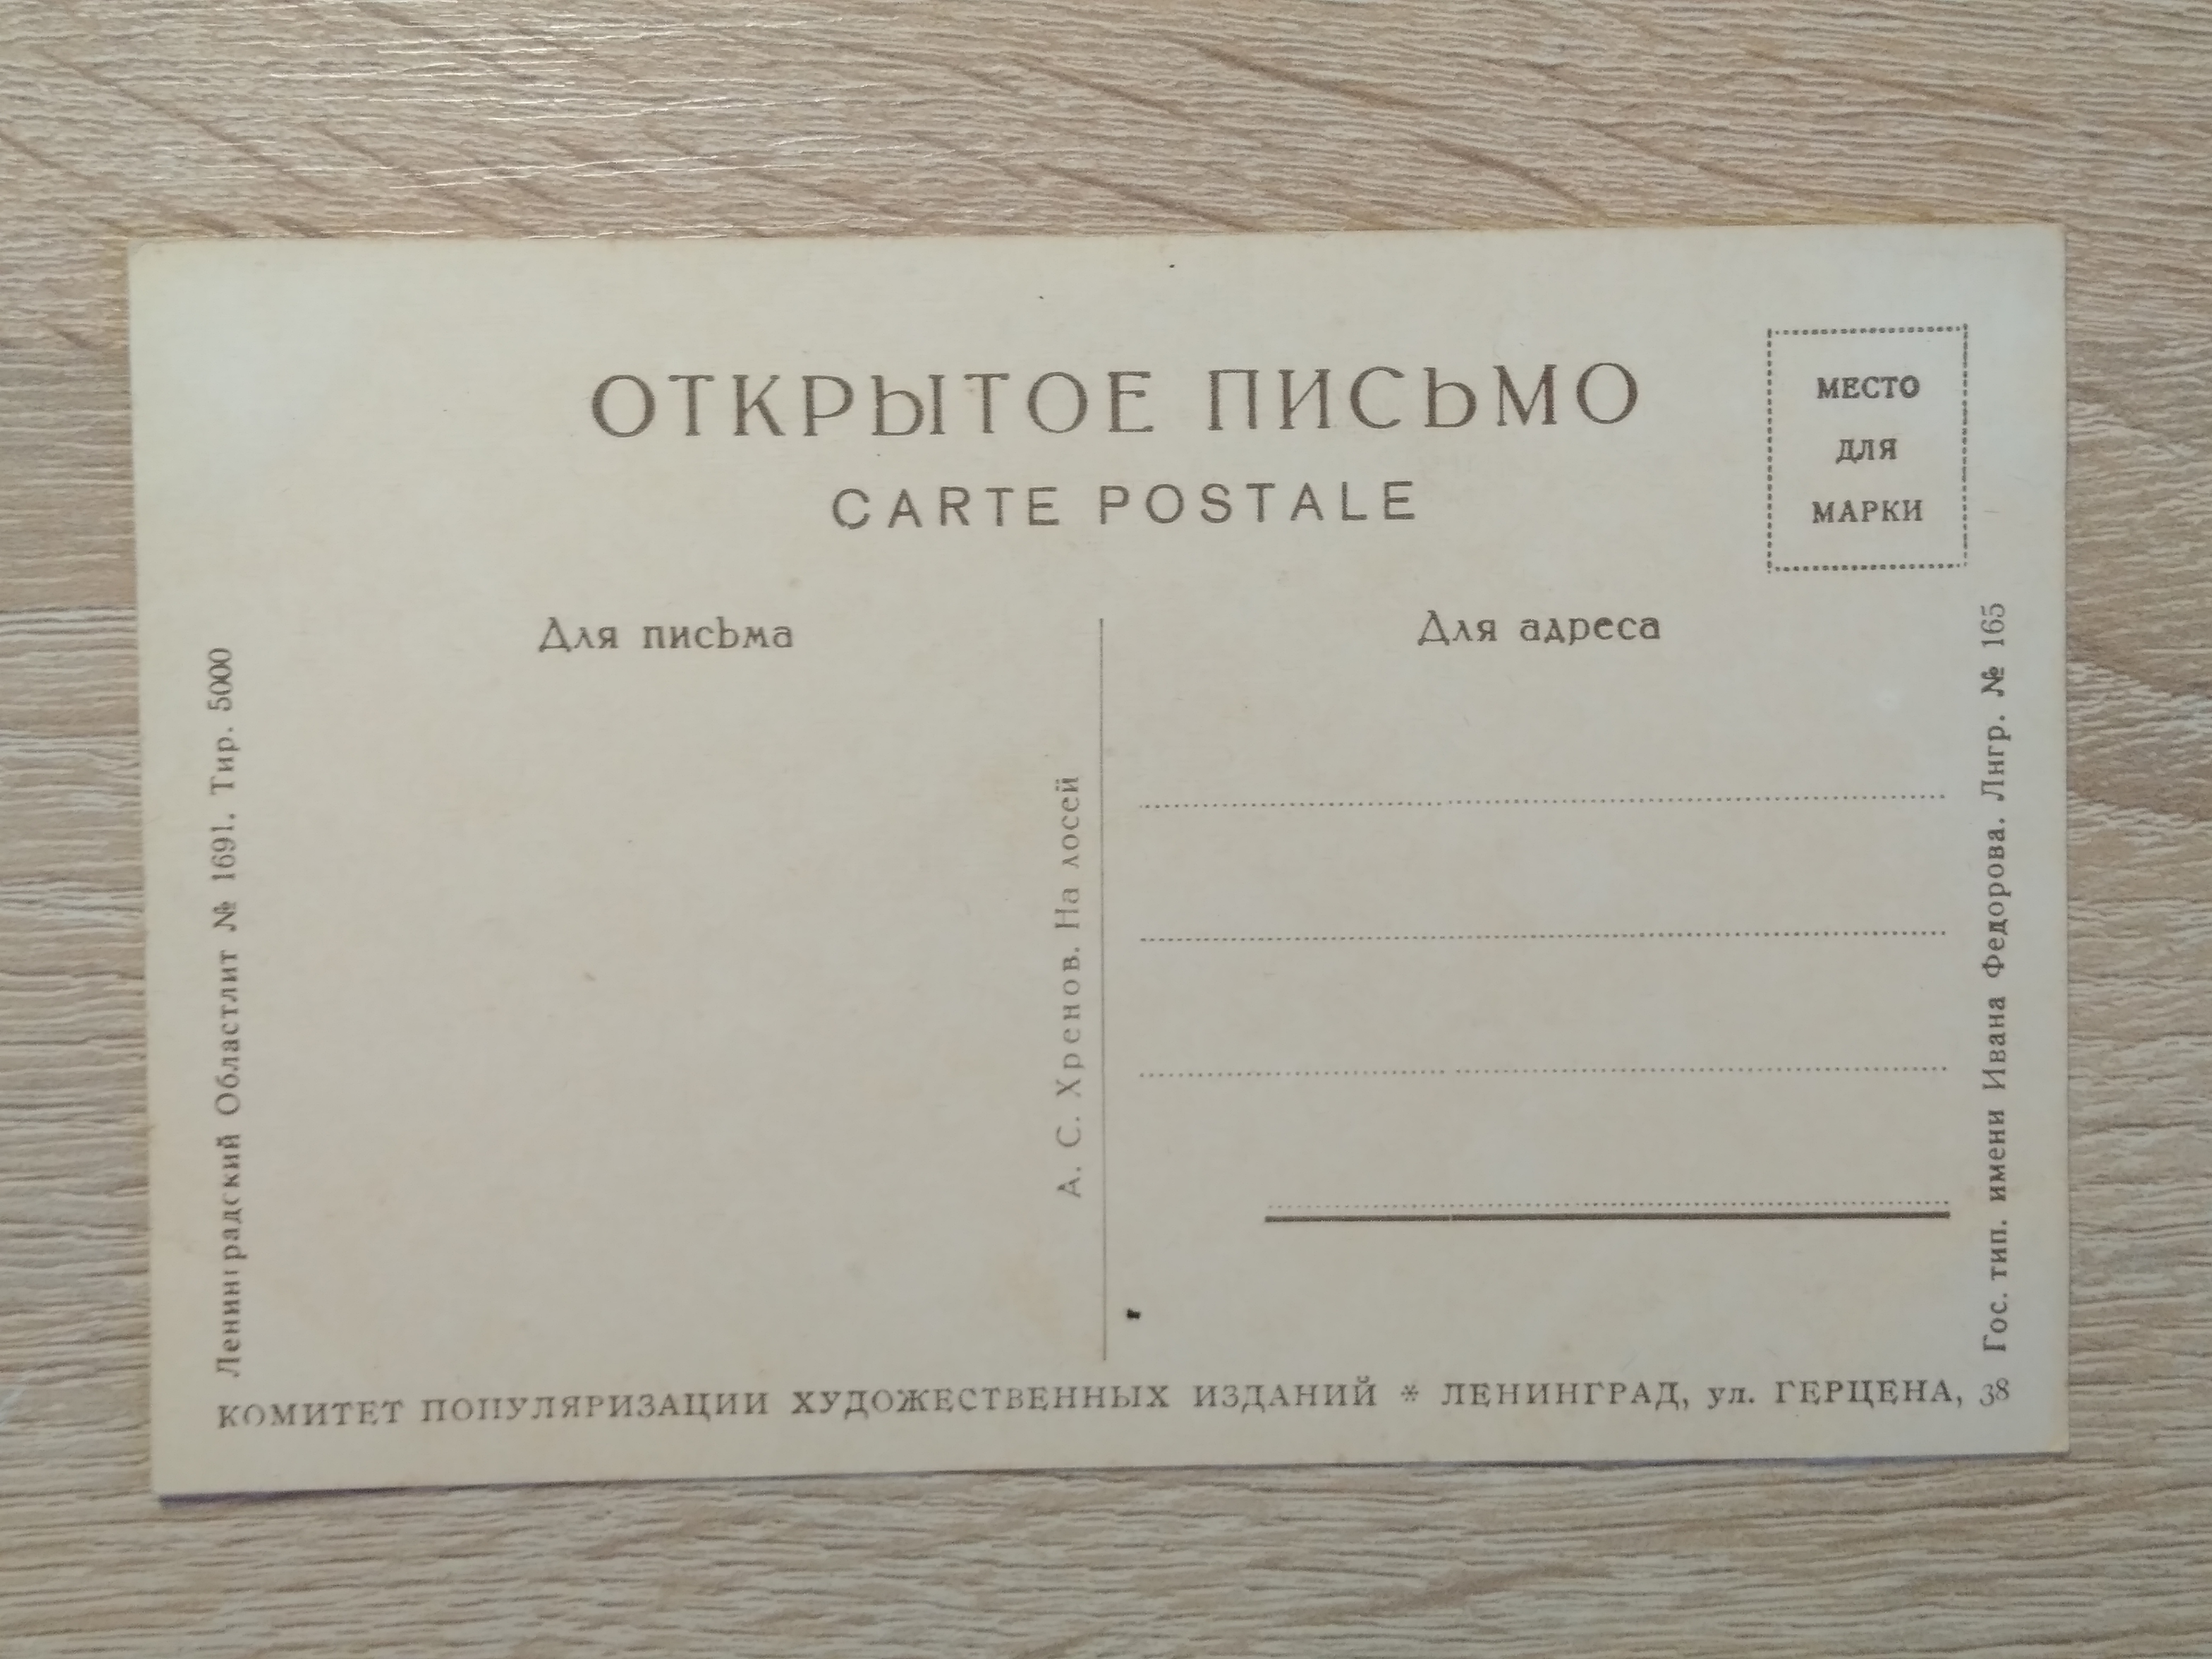 ОТКРЫТОЕ ПИСЬМО
CARTE POSTALE
МЕСТО
ДЛЯ
МАРКИ
Для письма
Для адреса
Ленинградский Областлит № 1691. Тир. 5000
А. С. Хренов. На лосей
Гос. тип. имени Ивана Федорова. Лнгр. № 165
КОМИТЕТ ПОПУЛЯРИЗАЦИИ ХУДОЖЕСТВЕННЫХ ИЗДАНИЙ * ЛЕНИНГРАД, ул. ГЕРЦЕНА, 38